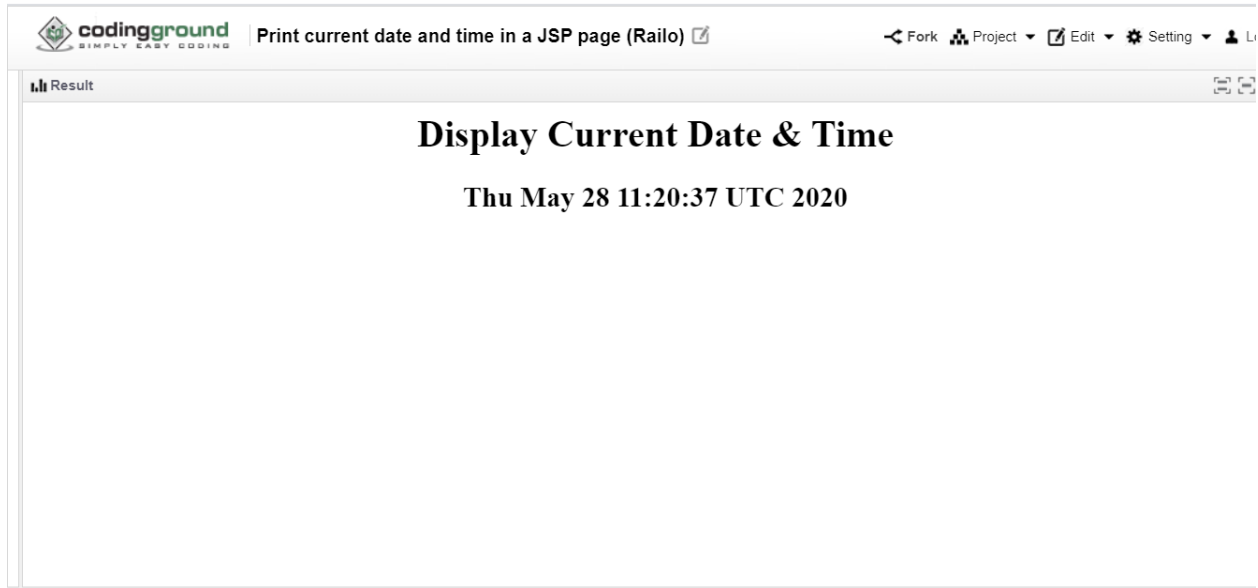 codingground
SIMPLY EASY CODING
Print current date and time in a JSP page (Railo)
Fork Project Edit Setting Lo
Result
Display Current Date & Time
Thu May 28 11:20:37 UTC 2020